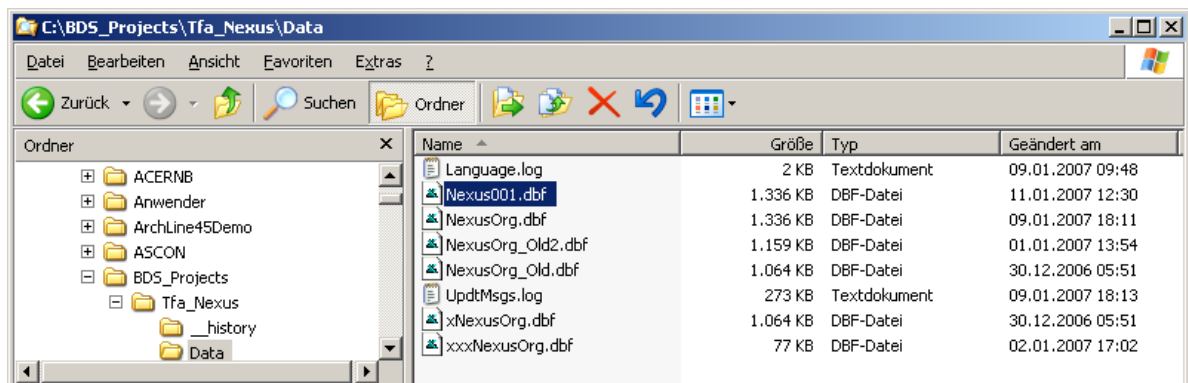 C:\BDS_Projects\Tfa_Nexus\Data
Datei Bearbeiten Ansicht Favoriten Extras ?
Zurück Suchen Ordner
Ordner x Name Größe Typ Geändert am
ACERNB
Anwender
ArchLine45Demo
ASCON
BDS_Projects
Tfa_Nexus
__history
Data
Language.log 2 KB Textdokument 09.01.2007 09:48
Nexus001.dbf 1.336 KB DBF-Datei 11.01.2007 12:30
NexusOrg.dbf 1.336 KB DBF-Datei 09.01.2007 18:11
NexusOrg_Old2.dbf 1.159 KB DBF-Datei 01.01.2007 13:54
NexusOrg_Old.dbf 1.064 KB DBF-Datei 30.12.2006 05:51
UpdtMsgs.log 273 KB Textdokument 09.01.2007 18:13
xNexusOrg.dbf 1.064 KB DBF-Datei 30.12.2006 05:51
xxxNexusOrg.dbf 77 KB DBF-Datei 02.01.2007 17:02